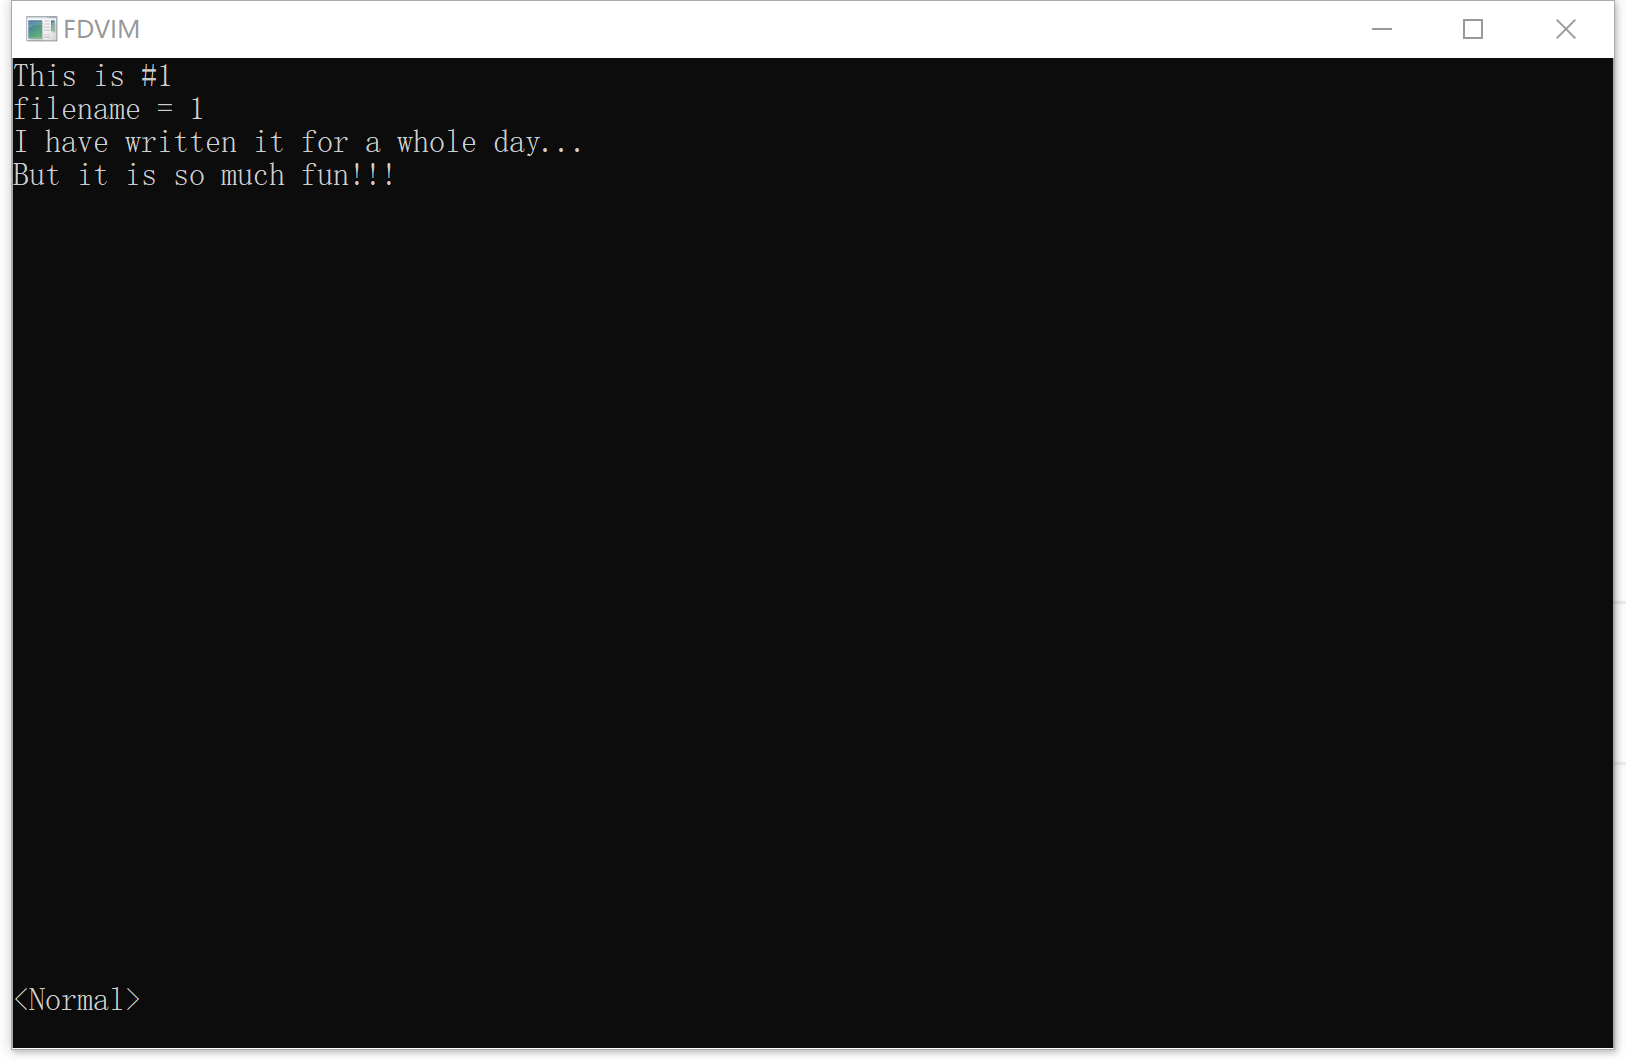 FDVIM
This is #1
filename = 1
I have written it for a whole day...
But it is so much fun!!!
<Normal>